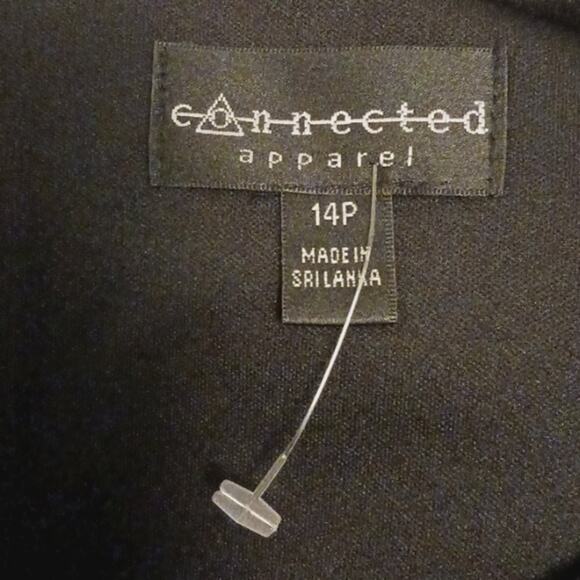 connected
apparel
14P
MADE IN
SRI LANKA